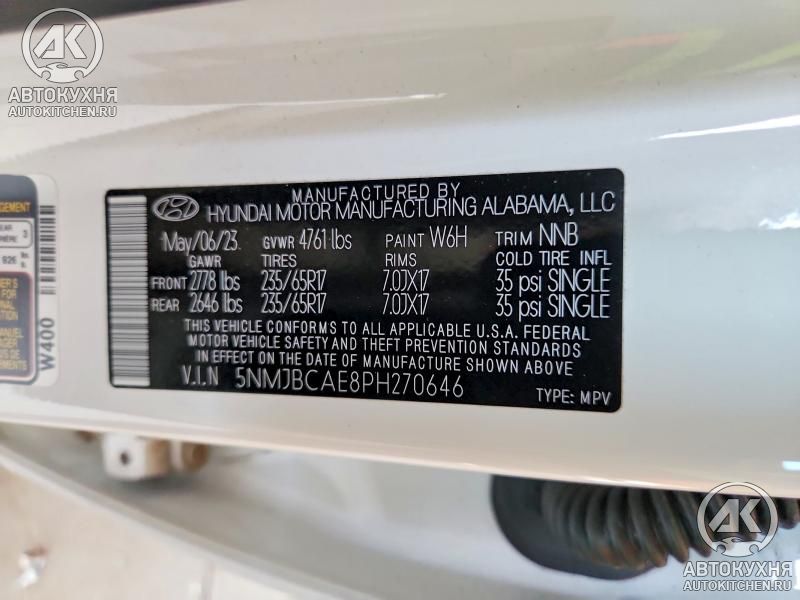 AK
АВТОКУХНЯ
AUTOKITCHEN.RU
MANUFACTURED BY
HYUNDAI MOTOR MANUFACTURING ALABAMA, LLC
May/06/23 GVWR 4761 lbs PAINT W6H TRIM NNB
GAWR TIRES RIMS COLD TIRE INFL
FRONT 2778 lbs 235/65R17 7.0JX17 35 psi SINGLE
REAR 2646 lbs 235/65R17 7.0JX17 35 psi SINGLE
THIS VEHICLE CONFORMS TO ALL APPLICABLE U.S.A. FEDERAL
MOTOR VEHICLE SAFETY AND THEFT PREVENTION STANDARDS
IN EFFECT ON THE DATE OF MANUFACTURE SHOWN ABOVE
V.I.N 5NMJBCAE8PH270646
TYPE: MPV
3
926
W400
AK
АВТОКУХНЯ
AUTOKITCHEN.RU